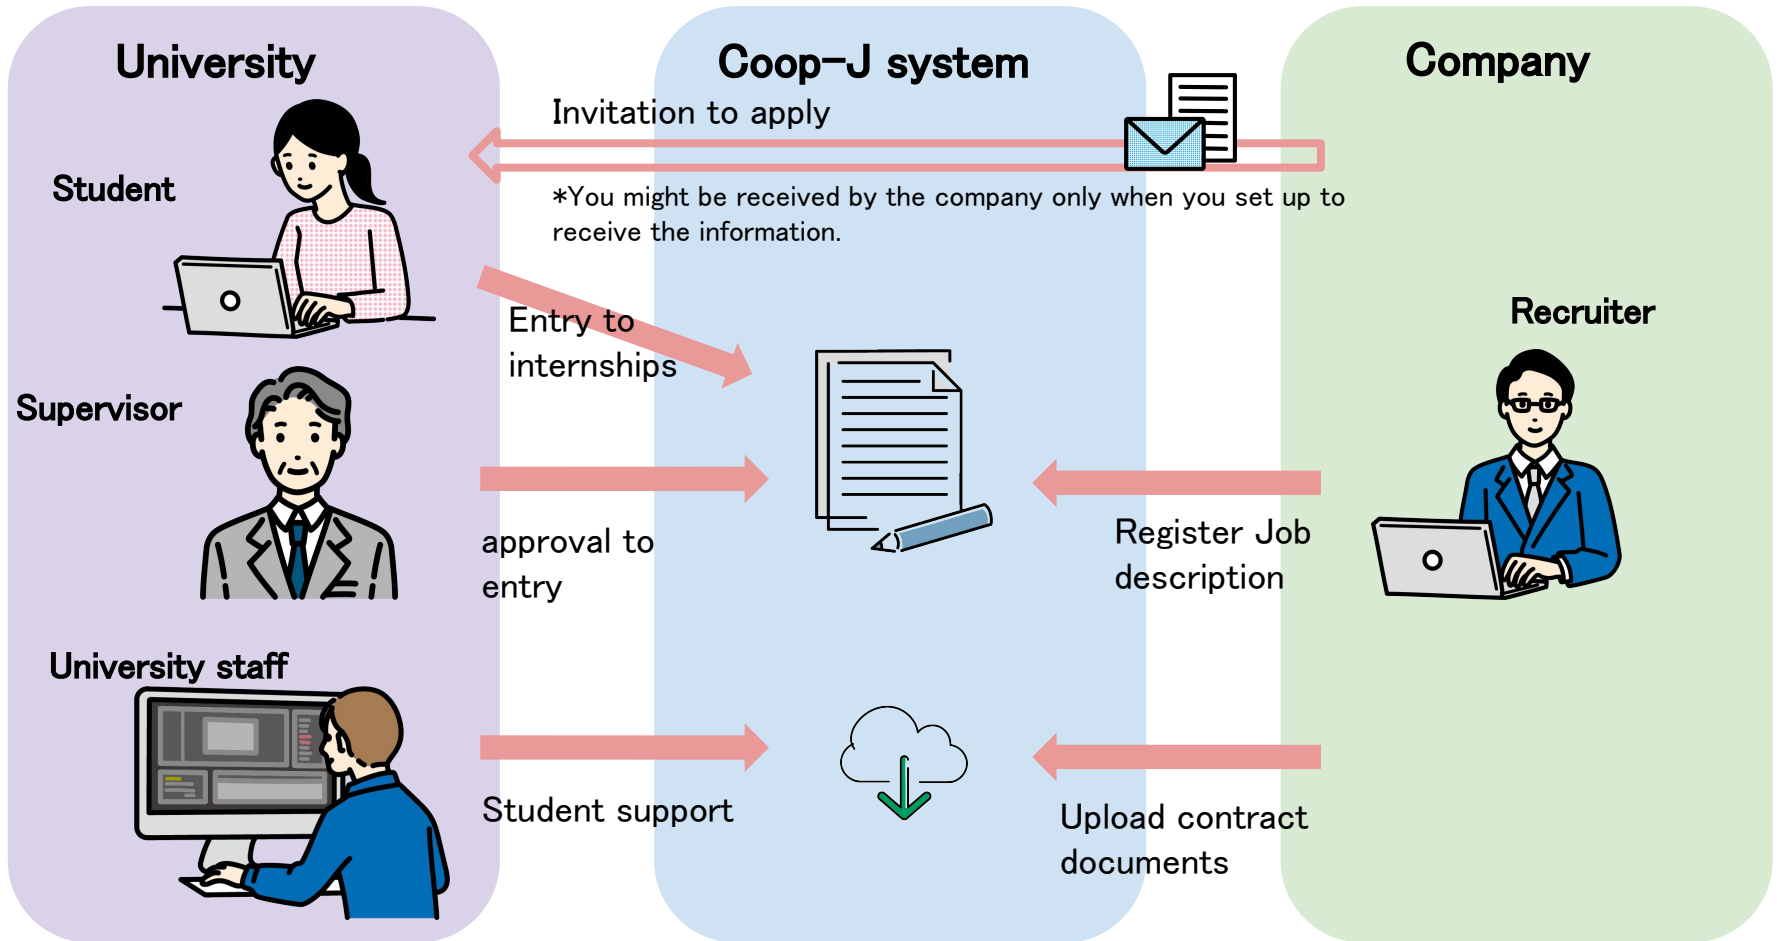 University
Coop-J system
Company
Invitation to apply
*You might be received by the company only when you set up to
receive the information.
Student
Entry to
internships
Recruiter
Supervisor
approval to
entry
Register Job
description
University staff
Student support
Upload contract
documents